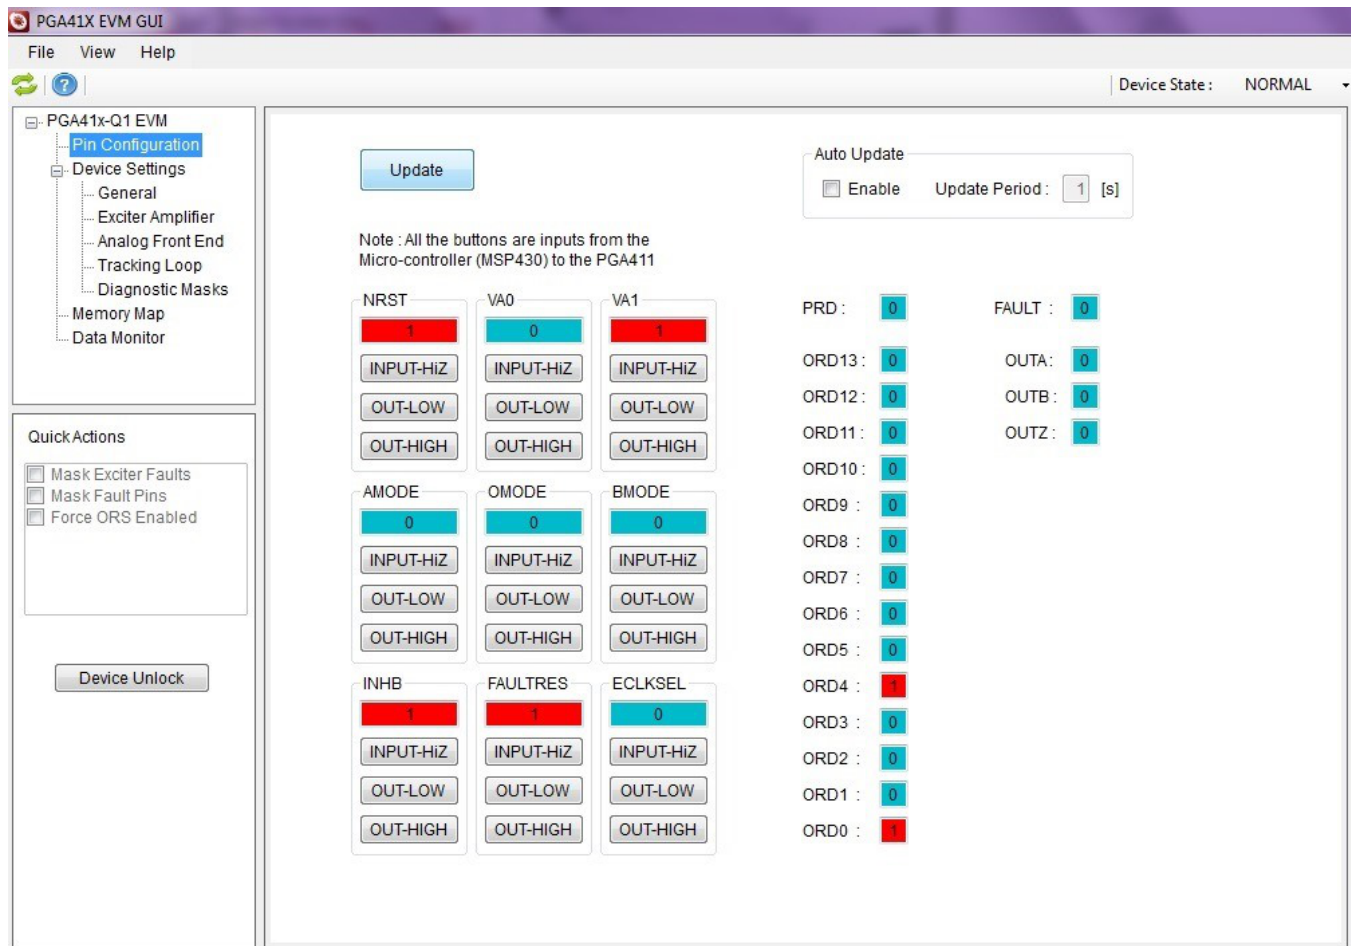 PGA41X EVM GUI
File View Help
Device State : NORMAL
PGA41x-Q1 EVM
Pin Configuration
Device Settings
General
Exciter Amplifier
Analog Front End
Tracking Loop
Diagnostic Masks
Memory Map
Data Monitor
Quick Actions
Mask Exciter Faults
Mask Fault Pins
Force ORS Enabled
Device Unlock
Update
Auto Update
Enable Update Period : 1 [s]
Note : All the buttons are inputs from the
Micro-controller (MSP430) to the PGA411
NRST VA0 VA1
1 0 1
INPUT-HiZ INPUT-HiZ INPUT-HiZ
OUT-LOW OUT-LOW OUT-LOW
OUT-HIGH OUT-HIGH OUT-HIGH
AMODE OMODE BMODE
0 0 0
INPUT-HiZ INPUT-HiZ INPUT-HiZ
OUT-LOW OUT-LOW OUT-LOW
OUT-HIGH OUT-HIGH OUT-HIGH
INHB FAULTRES ECLKSEL
1 1 0
INPUT-HiZ INPUT-HiZ INPUT-HiZ
OUT-LOW OUT-LOW OUT-LOW
OUT-HIGH OUT-HIGH OUT-HIGH
PRD : 0 FAULT : 0
ORD13 : 0 OUTA : 0
ORD12 : 0 OUTB : 0
ORD11 : 0 OUTZ : 0
ORD10 : 0
ORD9 : 0
ORD8 : 0
ORD7 : 0
ORD6 : 0
ORD5 : 0
ORD4 : 1
ORD3 : 0
ORD2 : 0
ORD1 : 0
ORD0 : 1